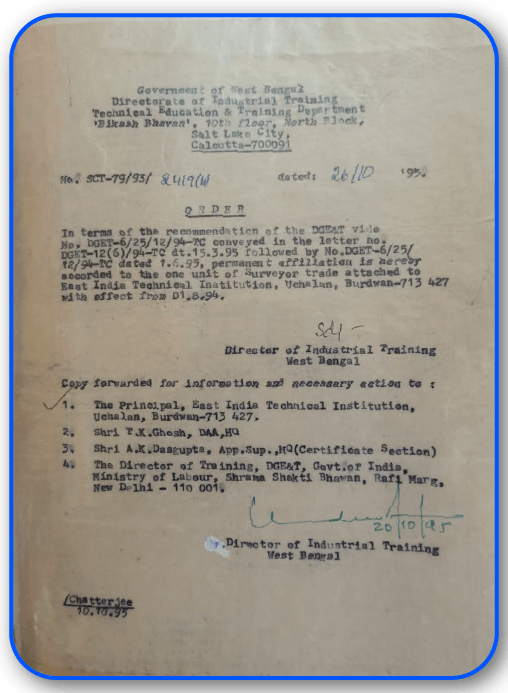 Government of West Bengal
Directorate of Industrial Training
Technical Education & Training Department
'Bikash Bhavan', 10th floor, North Block,
Salt Lake City,
Calcutta-700091
No. SCT-79/93/ dated: 26/10 '95.
ORDER
In terms of the recommendation of the DGE&T vide
No. DGET-6/25/12/94-TC conveyed in the letter no.
DGET-12(6)/94-TC dt.15.3.95 followed by No.DGET-6/25/
12/94-TC dated 1.6.95, permanent affiliation is hereby
accorded to the one unit of Surveyor trade attached to
East India Technical Institution, Uchalan, Burdwan-713 427
with effect from 01.8.94.
Sd/-
Director of Industrial Training
West Bengal
Copy forwarded for information and necessary action to :
1. The Principal, East India Technical Institution,
Uchalan, Burdwan-713 427.
2. Shri T.K.Ghosh, DAA,HQ
3. Shri A.K.Dasgupta, App.Sup.,HQ(Certificate Section)
4. The Director of Training, DGE&T, Govt.of India,
Ministry of Labour, Shrama Shakti Bhawan, Rafi Marg,
New Delhi - 110 001.
20/10/95
Director of Industrial Training
West Bengal
/Chatterjee
10.10.95